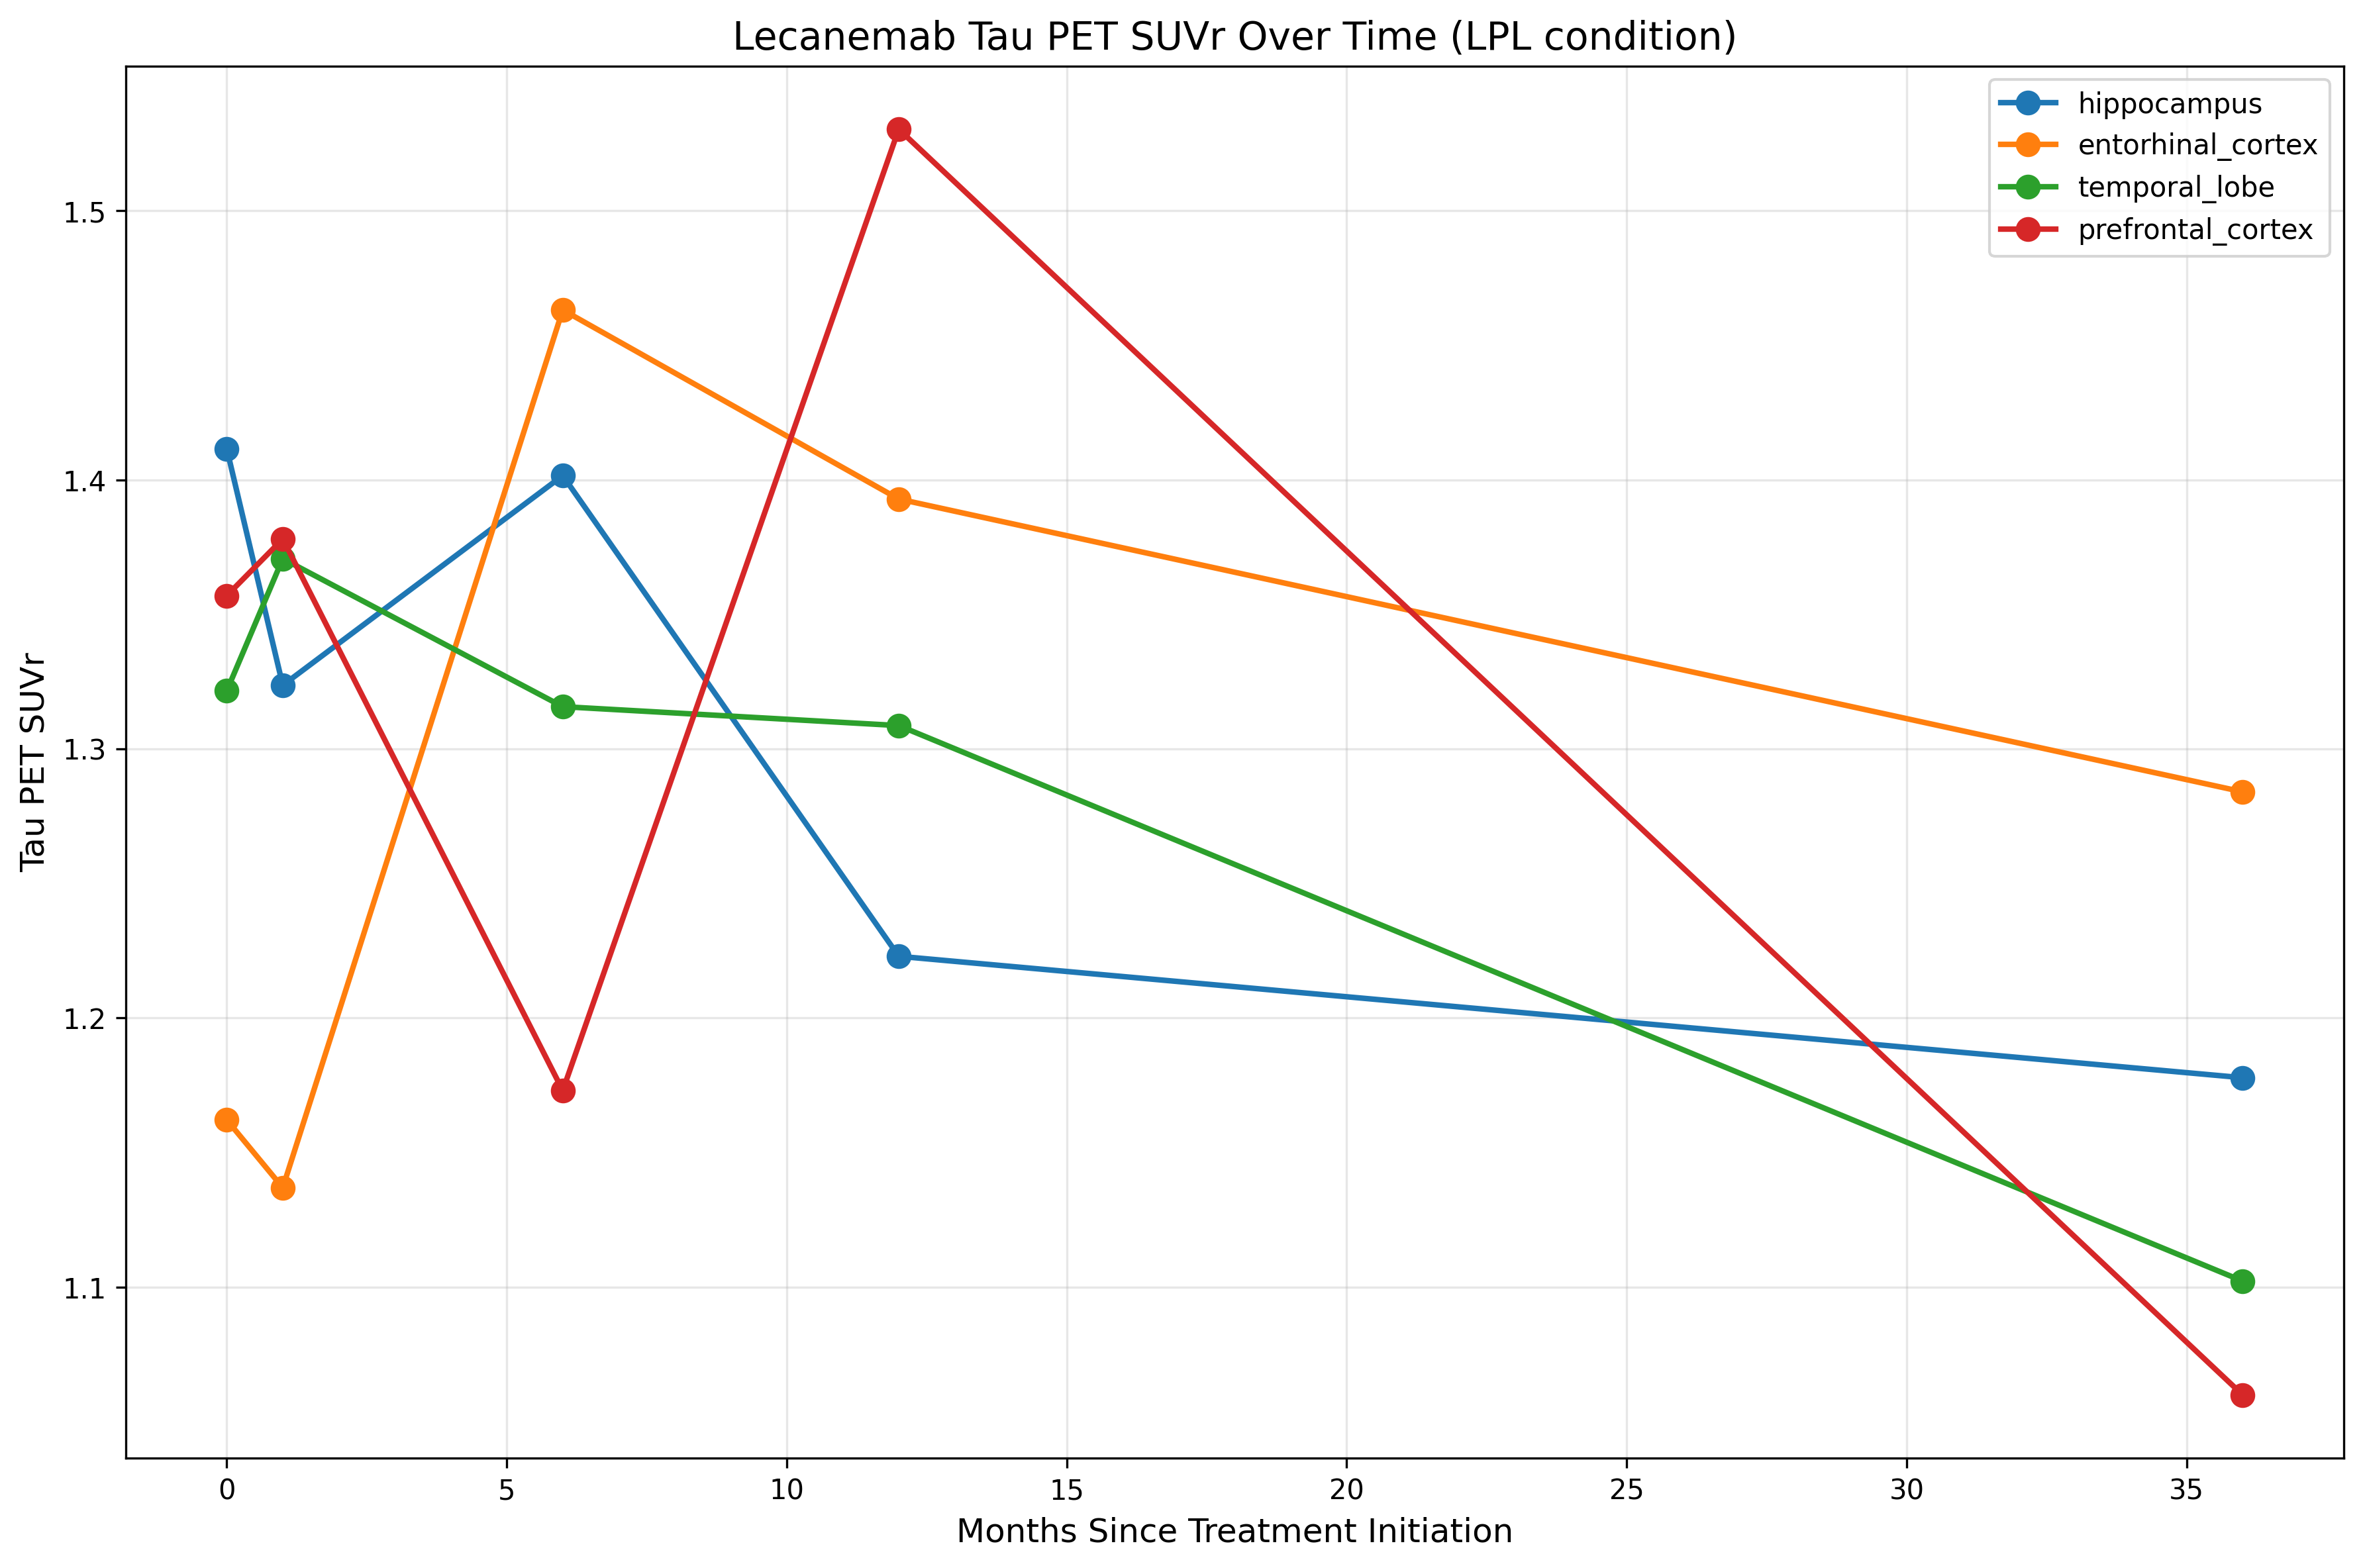 Lecanemab Tau PET SUVr Over Time (LPL condition)
hippocampus
entorhinal_cortex
temporal_lobe
prefrontal_cortex
1.5
1.4
1.3
1.2
1.1
Tau PET SUVr
0 5 10 15 20 25 30 35
Months Since Treatment Initiation